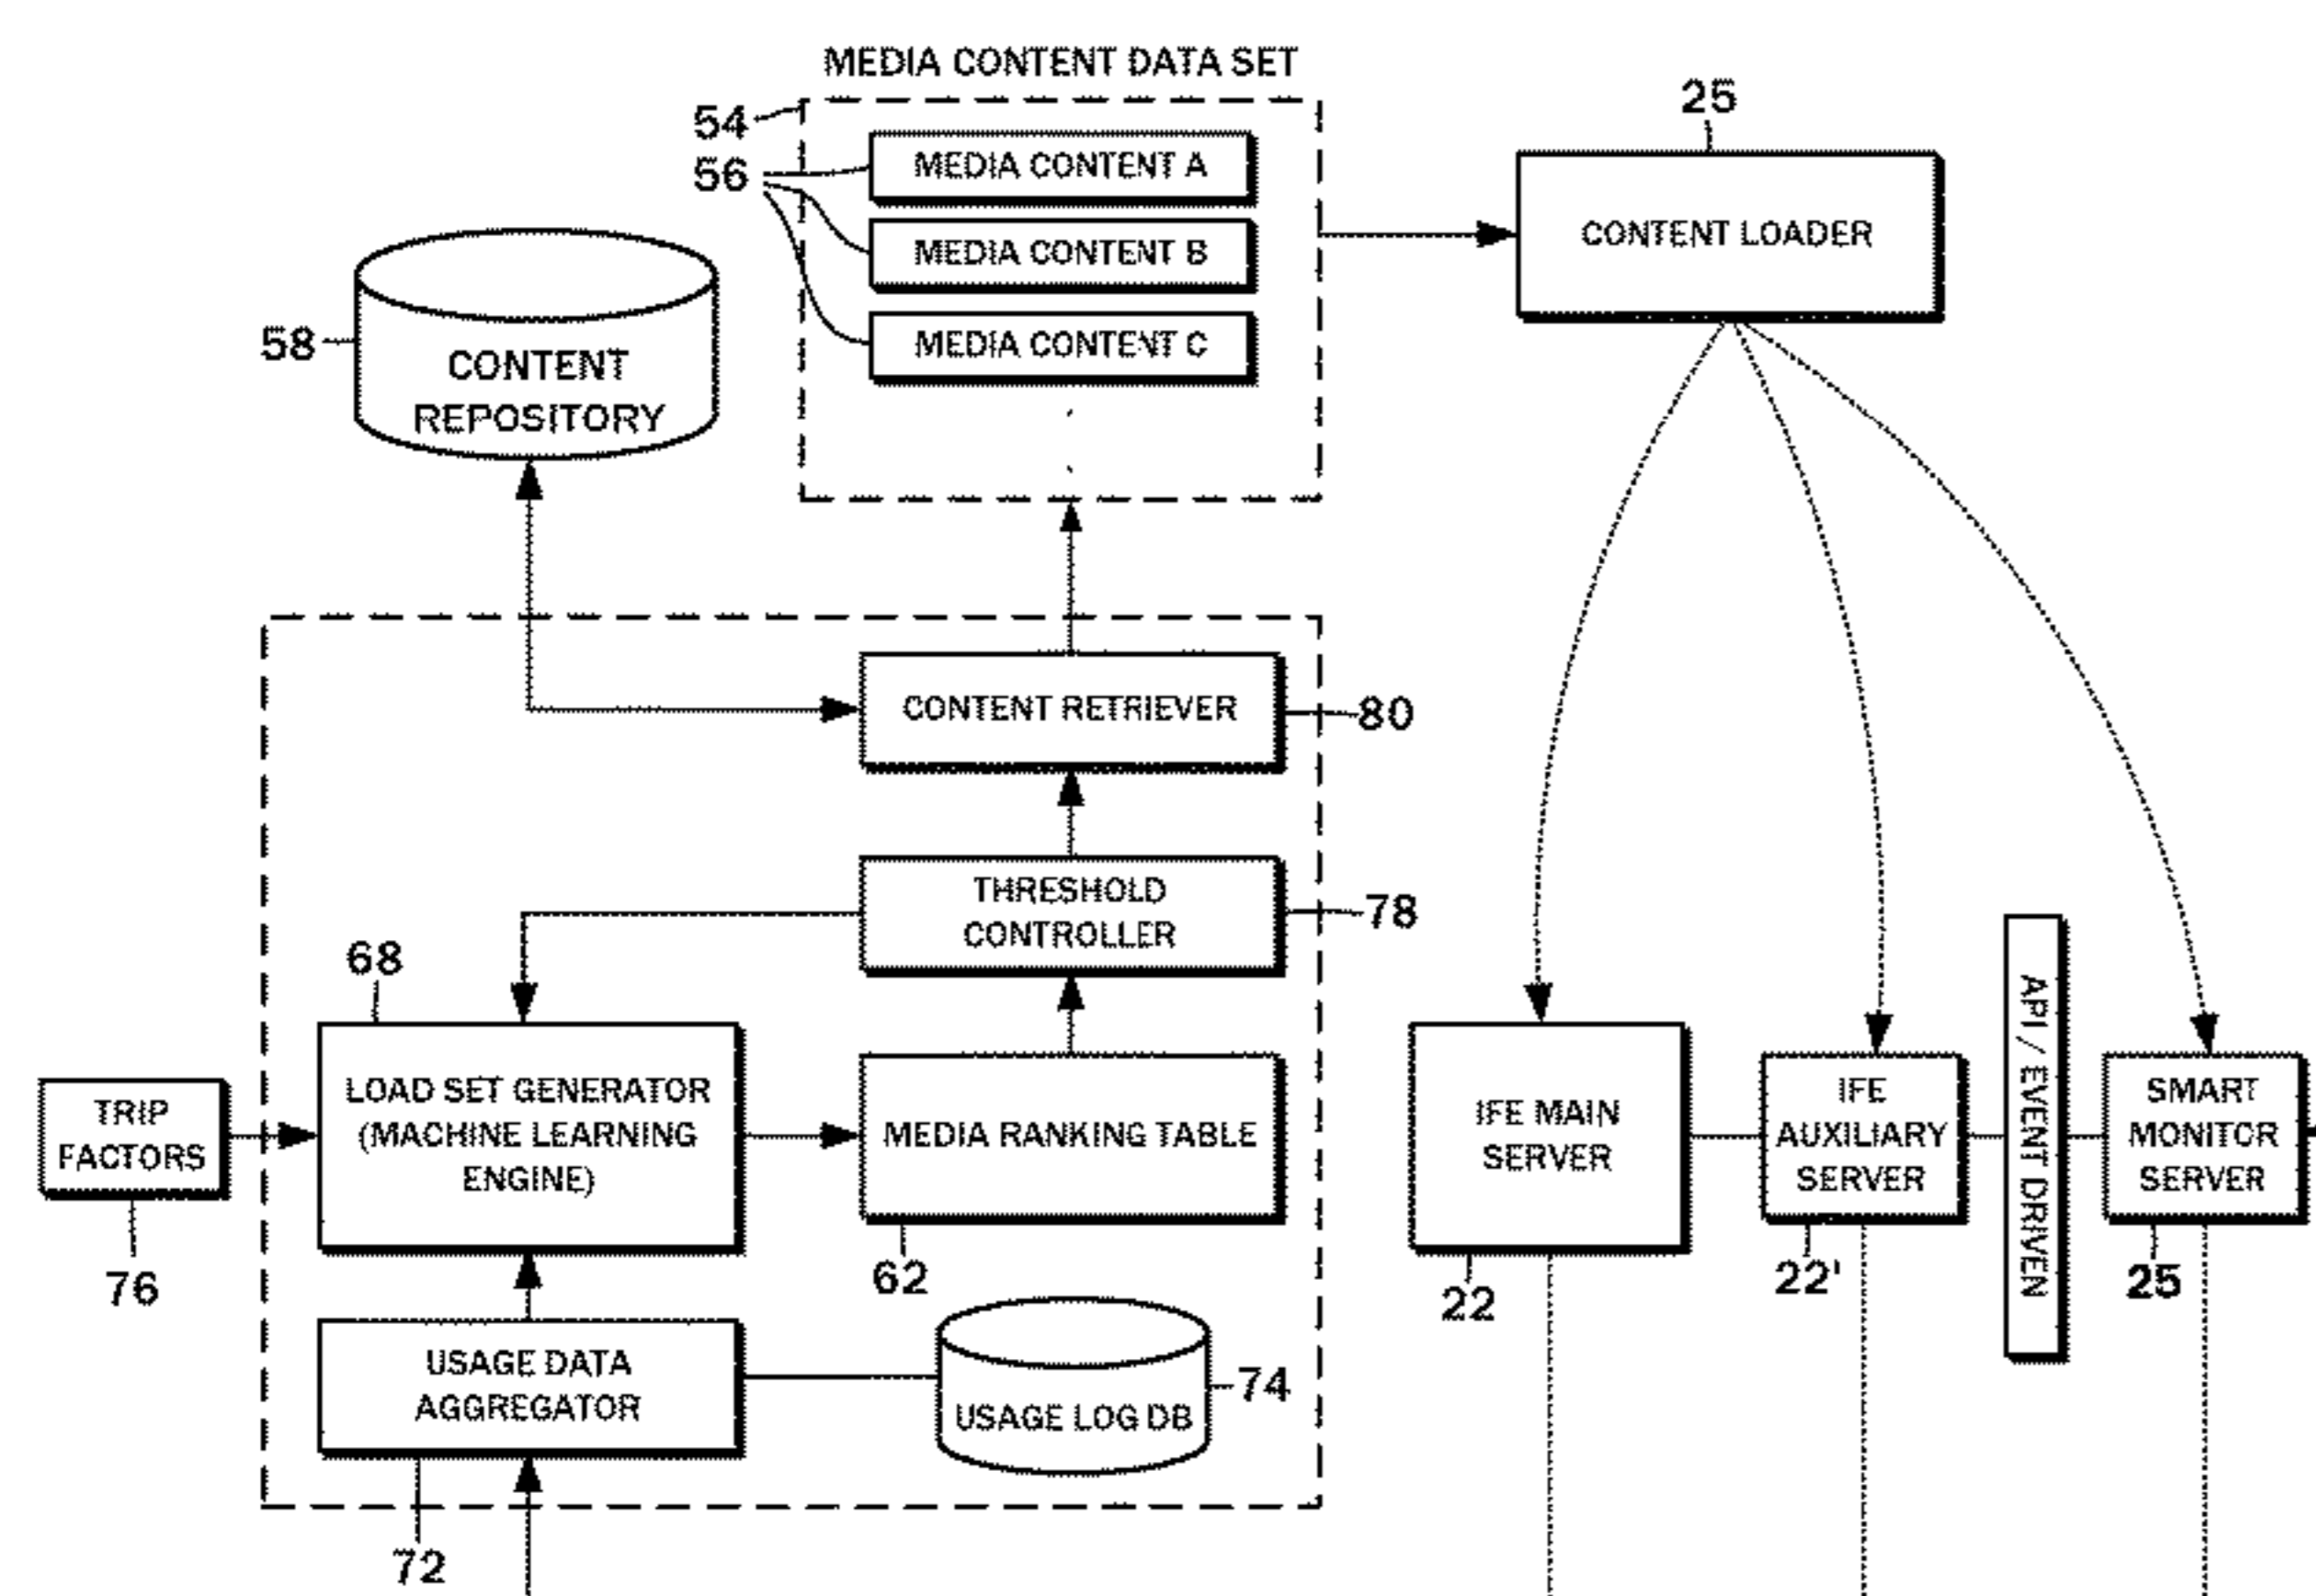 MEDIA CONTENT DATA SET
54
56
MEDIA CONTENT A
MEDIA CONTENT B
MEDIA CONTENT C
25
CONTENT LOADER
58
CONTENT
REPOSITORY
CONTENT RETRIEVER
80
THRESHOLD
CONTROLLER
78
68
LOAD SET GENERATOR
(MACHINE LEARNING
ENGINE)
TRIP
FACTORS
76
MEDIA RANKING TABLE
62
USAGE DATA
AGGREGATOR
72
USAGE LOG DB
74
IFE MAIN
SERVER
22
IFE
AUXILIARY
SERVER
22'
API / EVENT DRIVEN
SMART
MONITOR
SERVER
25